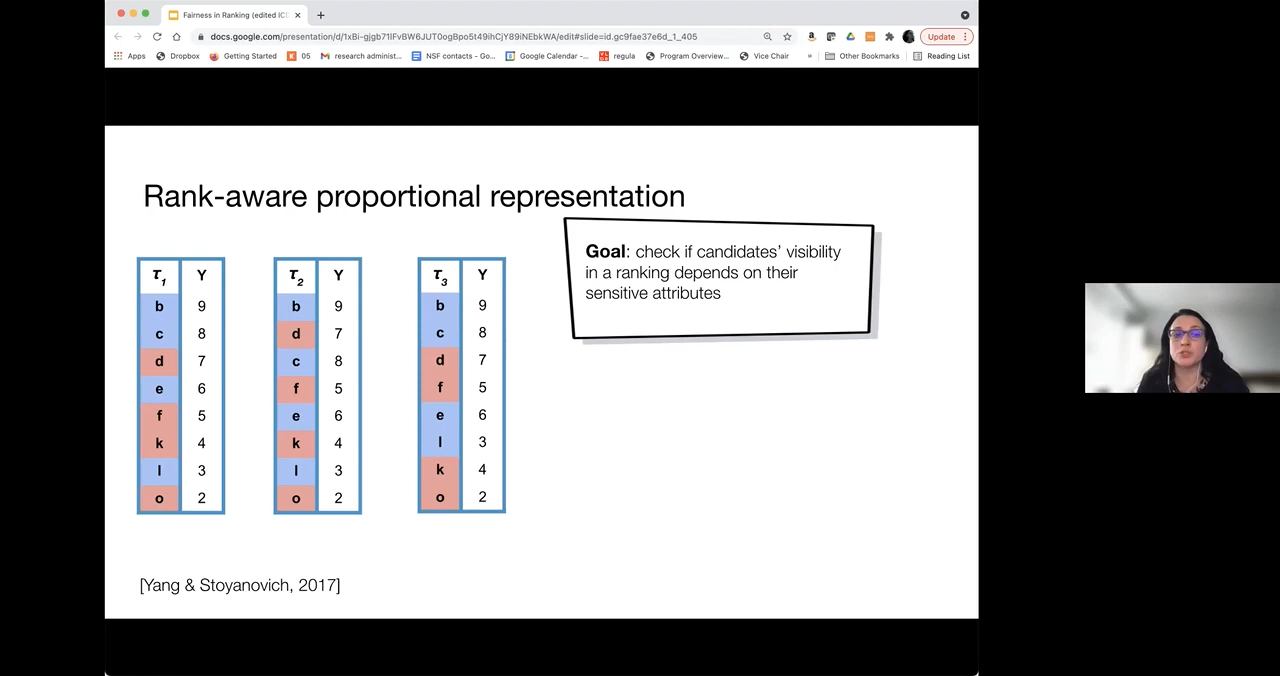 Fairness in Ranking (edited ICC
docs.google.com/presentation/d/1xBi-gjgb71IFvBW6JUT0ogBpo5t49ihCjY89iNEbkWA/edit#slide=id.gc9fae37e6d_1_405
Update
Apps Dropbox Getting Started 05 research administ... NSF contacts - Go... Google Calendar -... regula Program Overview... Vice Chair » Other Bookmarks Reading List
Rank-aware proportional representation
Goal: check if candidates' visibility
in a ranking depends on their
sensitive attributes
τ1 Y τ2 Y τ3 Y
b 9 b 9 b 9
c 8 d 7 c 8
d 7 c 8 d 7
e 6 f 5 f 5
f 5 e 6 e 6
k 4 k 4 l 3
l 3 l 3 k 4
o 2 o 2 o 2
[Yang & Stoyanovich, 2017]